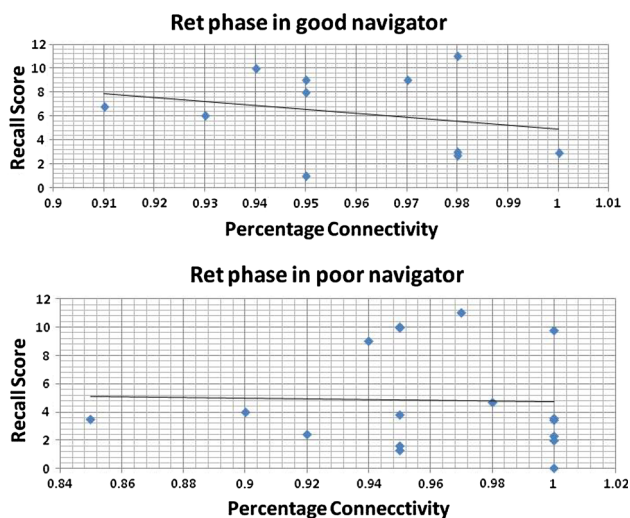 Ret phase in good navigator
12
10
8
6
4
2
0
Recall Score
0.9 0.91 0.92 0.93 0.94 0.95 0.96 0.97 0.98 0.99 1 1.01
Percentage Connectivity
Ret phase in poor navigator
12
10
8
6
4
2
0
Recall Score
0.84 0.86 0.88 0.9 0.92 0.94 0.96 0.98 1 1.02
Percentage Connecctivity